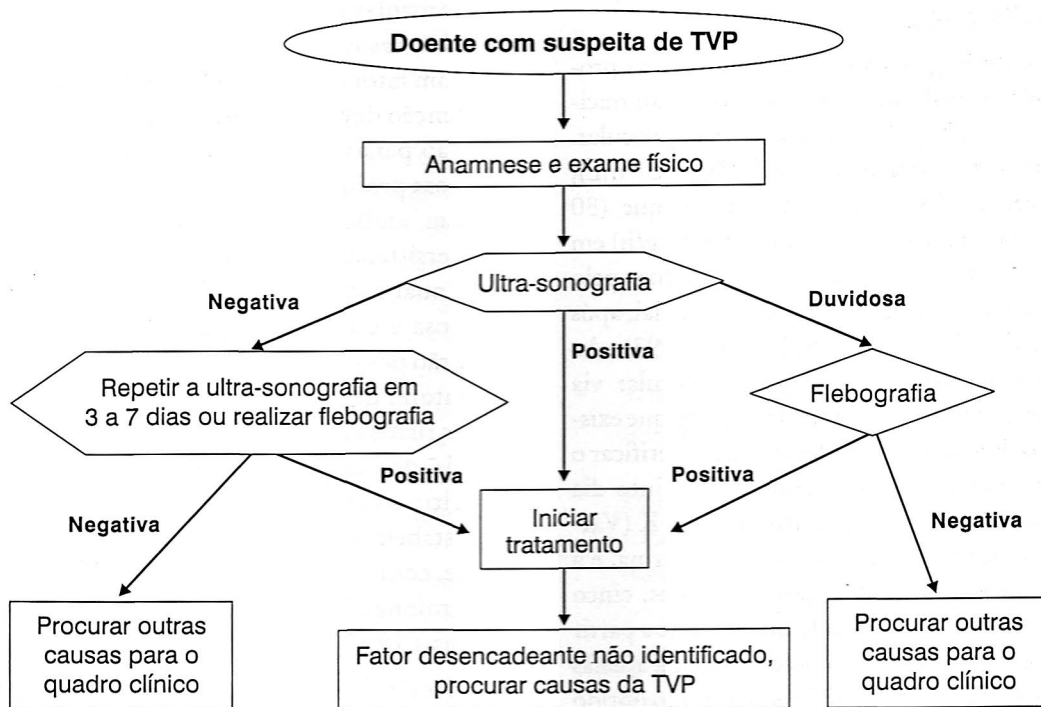 Doente com suspeita de TVP
Anamnese e exame físico
Ultra-sonografia
Negativa
Duvidosa
Positiva
Repetir a ultra-sonografia em
3 a 7 dias ou realizar flebografia
Flebografia
Positiva
Positiva
Negativa
Iniciar
tratamento
Negativa
Procurar outras
causas para o
quadro clínico
Fator desencadeante não identificado,
procurar causas da TVP
Procurar outras
causas para o
quadro clínico